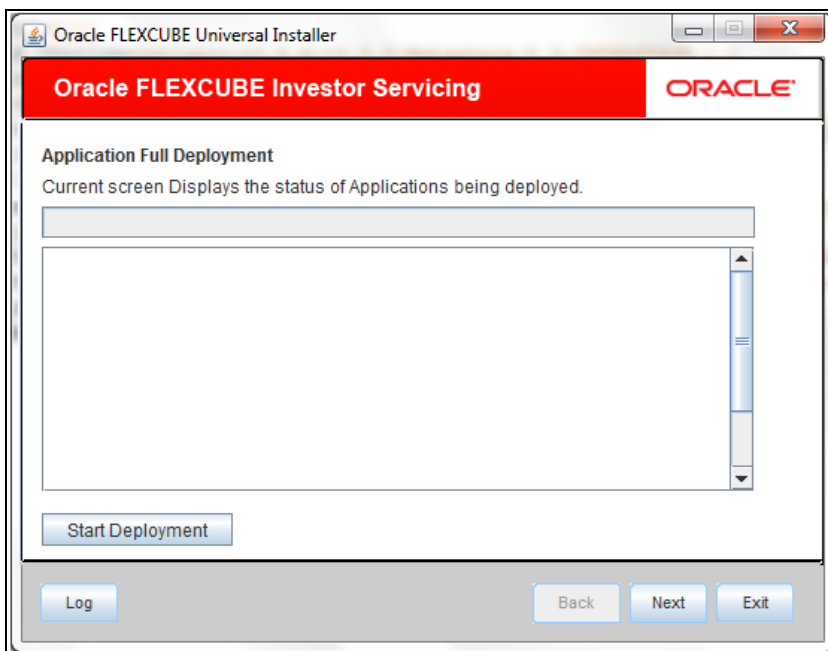 Oracle FLEXCUBE Universal Installer
Oracle FLEXCUBE Investor Servicing
ORACLE
Application Full Deployment
Current screen Displays the status of Applications being deployed.
Start Deployment
Log
Back
Next
Exit